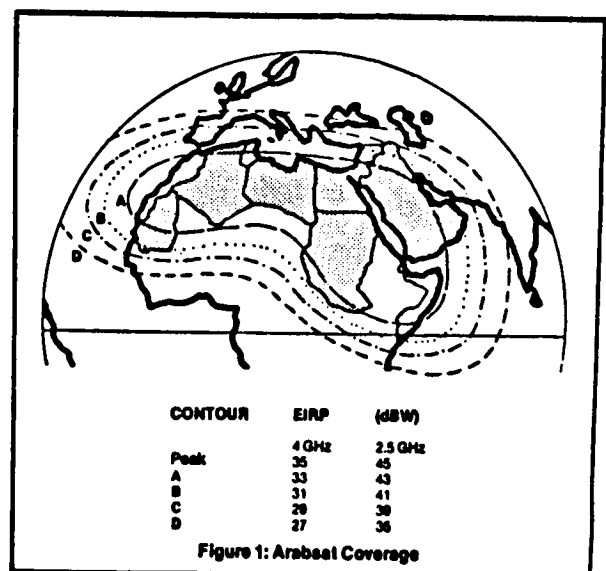 D
A
B
C
D
CONTOUR EIRP (dBW)
4 GHz 2.5 GHz
Peak 35 45
A 33 43
B 31 41
C 29 39
D 27 35
Figure 1: Arabsat Coverage